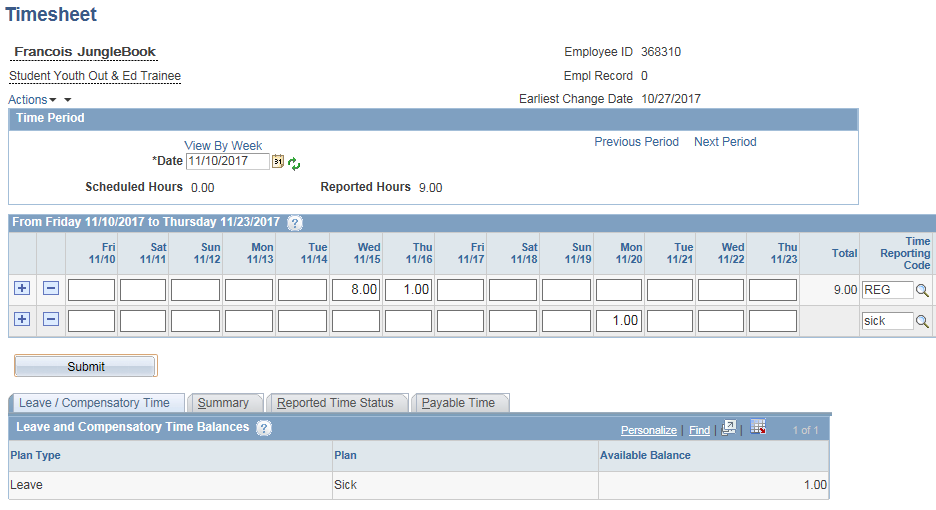 Timesheet
Francois JungleBook
Employee ID 368310
Student Youth Out & Ed Trainee
Empl Record 0
Actions
Earliest Change Date 10/27/2017
Time Period
View By Week
Previous Period Next Period
*Date 11/10/2017 31
Scheduled Hours 0.00 Reported Hours 9.00
From Friday 11/10/2017 to Thursday 11/23/2017 ?
Fri 11/10 Sat 11/11 Sun 11/12 Mon 11/13 Tue 11/14 Wed 11/15 Thu 11/16 Fri 11/17 Sat 11/18 Sun 11/19 Mon 11/20 Tue 11/21 Wed 11/22 Thu 11/23 Total Time Reporting Code
+ − 8.00 1.00 9.00 REG
+ − 1.00 sick
Submit
Leave / Compensatory Time Summary Reported Time Status Payable Time
Leave and Compensatory Time Balances ? Personalize | Find | | 1 of 1
Plan Type Plan Available Balance
Leave Sick 1.00